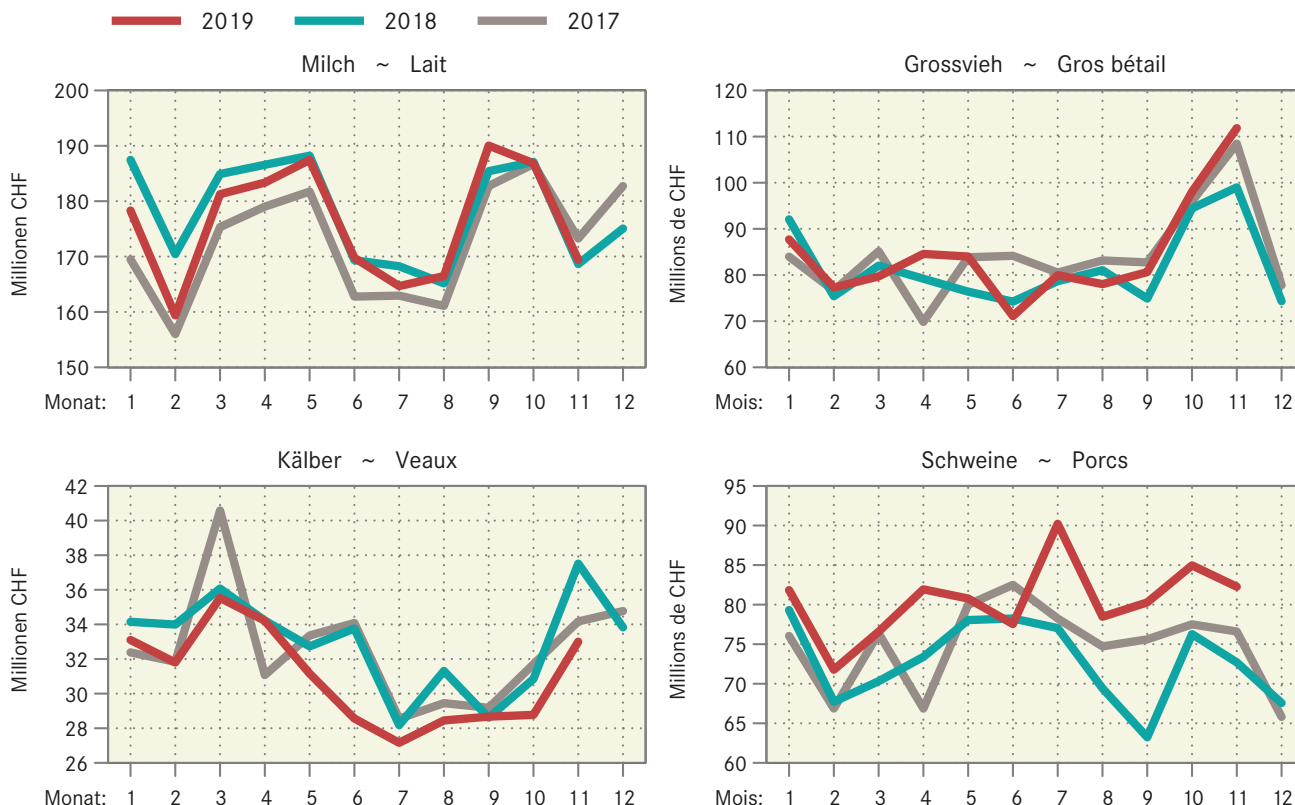 2019 2018 2017
Milch ~ Lait
Millionen CHF
200
190
180
170
160
150
Monat: 1 2 3 4 5 6 7 8 9 10 11 12
Grossvieh ~ Gros bétail
Millions de CHF
120
110
100
90
80
70
60
Mois: 1 2 3 4 5 6 7 8 9 10 11 12
Kälber ~ Veaux
Millionen CHF
42
40
38
36
34
32
30
28
26
Monat: 1 2 3 4 5 6 7 8 9 10 11 12
Schweine ~ Porcs
Millions de CHF
95
90
85
80
75
70
65
60
Mois: 1 2 3 4 5 6 7 8 9 10 11 12